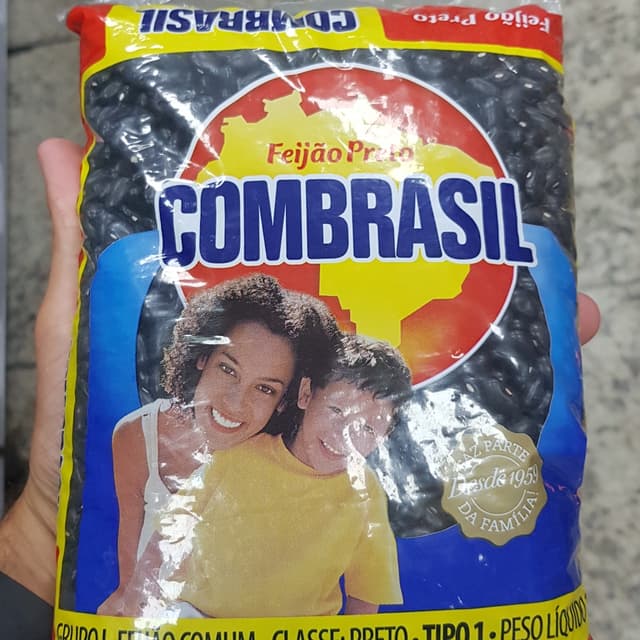 COMBRASIL
Feijão Preto
Feijão Preto
COMBRASIL
FAZ PARTE
Desde 1959
DA FAMÍLIA!
GRUPO I - FEIJÃO COMUM - CLASSE: PRETO • TIPO 1 • PESO LÍQUIDO